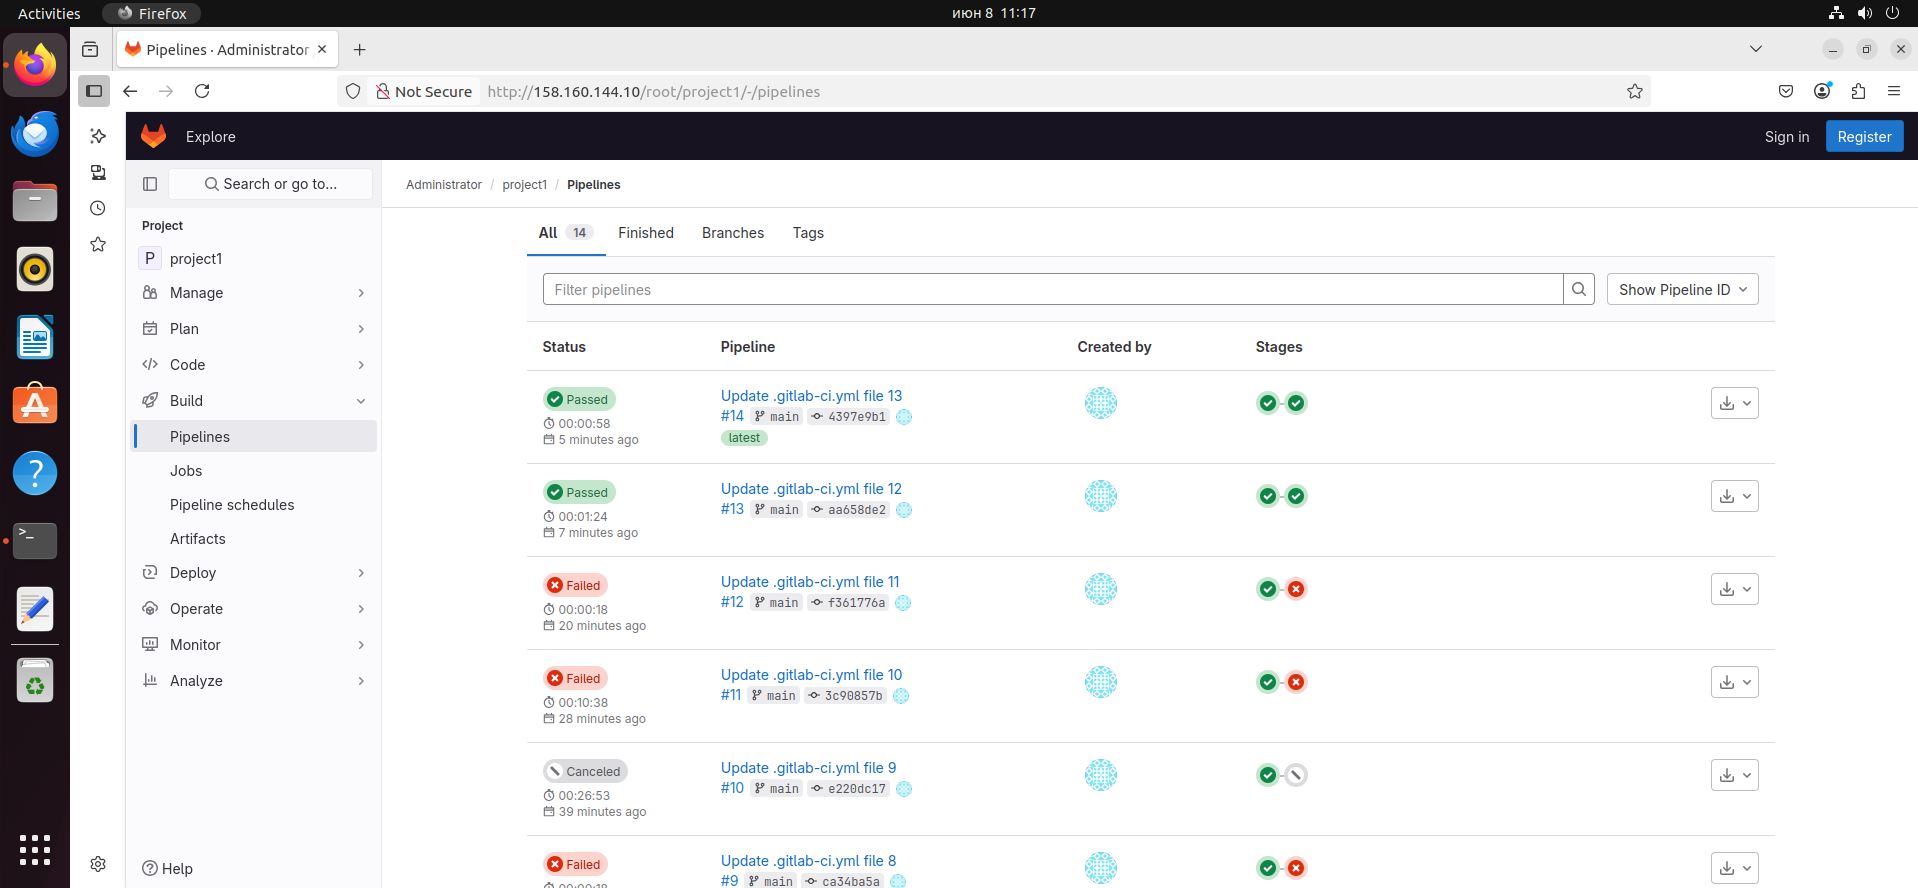 Activities
Firefox
июн 8 11:17
Pipelines · Administrator
Not Secure
http://158.160.144.10/root/project1/-/pipelines
Explore
Sign in
Register
Search or go to...
Administrator / project1 / Pipelines
Project
P project1
Manage
Plan
Code
Build
Pipelines
Jobs
Pipeline schedules
Artifacts
Deploy
Operate
Monitor
Analyze
Help
All 14
Finished
Branches
Tags
Filter pipelines
Show Pipeline ID
Status
Pipeline
Created by
Stages
Passed
00:00:58
5 minutes ago
Update .gitlab-ci.yml file 13
#14 main 4397e9b1
latest
Passed
00:01:24
7 minutes ago
Update .gitlab-ci.yml file 12
#13 main aa658de2
Failed
00:00:18
20 minutes ago
Update .gitlab-ci.yml file 11
#12 main f361776a
Failed
00:10:38
28 minutes ago
Update .gitlab-ci.yml file 10
#11 main 3c90857b
Canceled
00:26:53
39 minutes ago
Update .gitlab-ci.yml file 9
#10 main e220dc17
Failed
00:00:18
Update .gitlab-ci.yml file 8
#9 main ca34ba5a